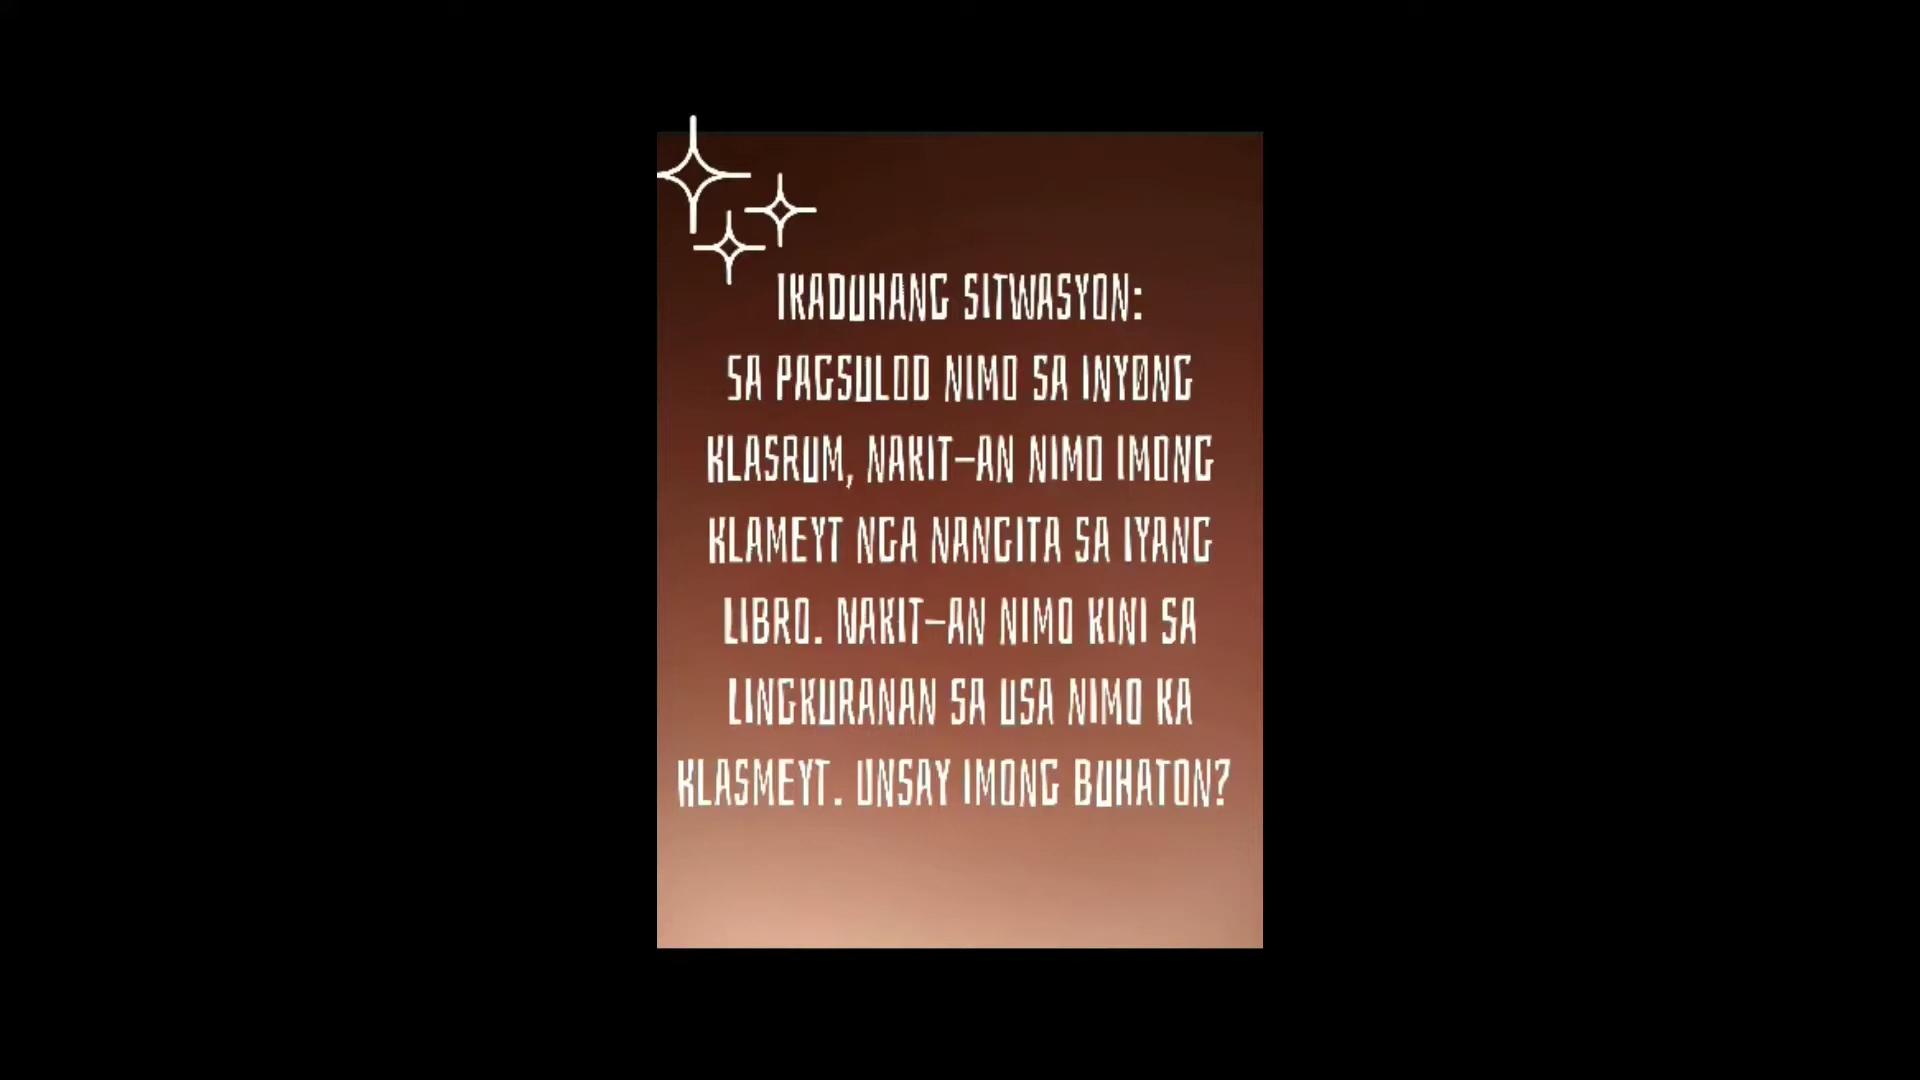 IKADUHANG SITWASYON:
SA PAGSULOD NIMO SA INYONG
KLASRUM, NAKIT-AN NIMO IMONG
KLAMEYT NGA NANGITA SA IYANG
LIBRO. NAKIT-AN NIMO KINI SA
LINGKURANAN SA USA NIMO KA
KLASMEYT. UNSAY IMONG BUHATON?